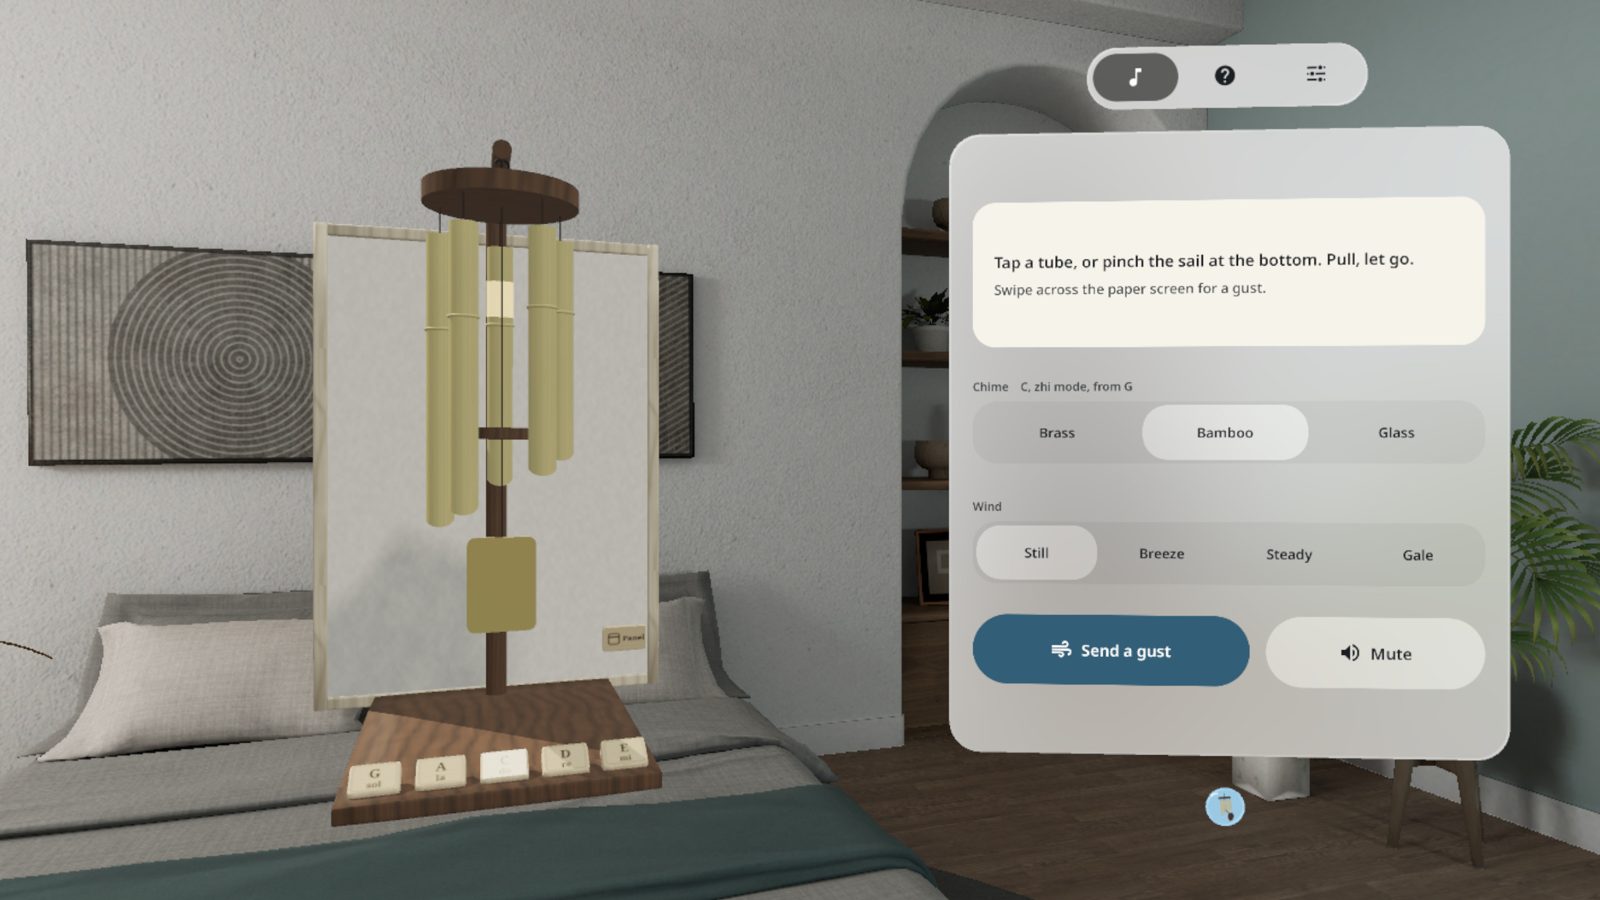 Tap a tube, or pinch the sail at the bottom. Pull, let go.
Swipe across the paper screen for a gust.
Chime C, zhi mode, from G
Brass
Bamboo
Glass
Wind
Still
Breeze
Steady
Gale
Send a gust
Mute
Panel
G
sol
A
la
C
do
D
re
E
mi